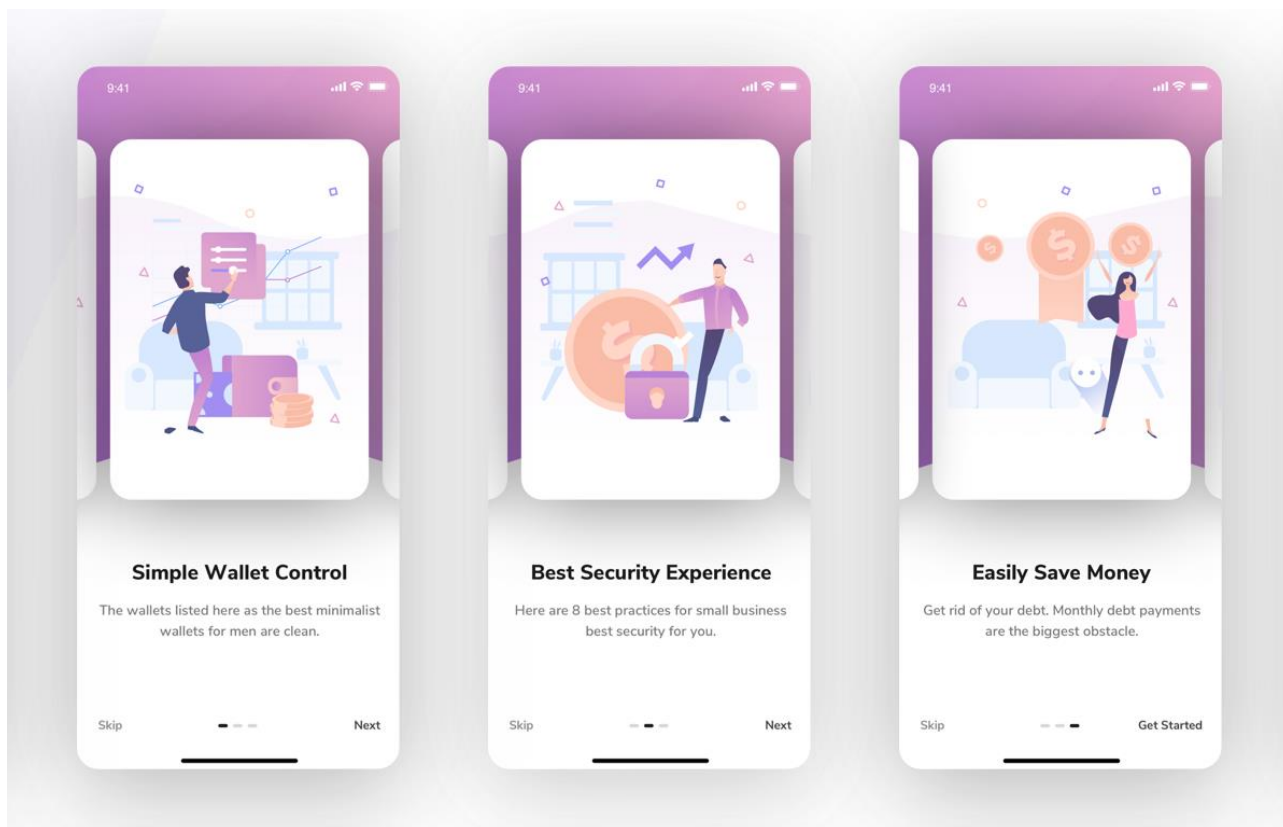 9:41
Simple Wallet Control
The wallets listed here as the best minimalist
wallets for men are clean.
Skip
Next
9:41
Best Security Experience
Here are 8 best practices for small business
best security for you.
Skip
Next
9:41
$
$
$
Easily Save Money
Get rid of your debt. Monthly debt payments
are the biggest obstacle.
Skip
Get Started